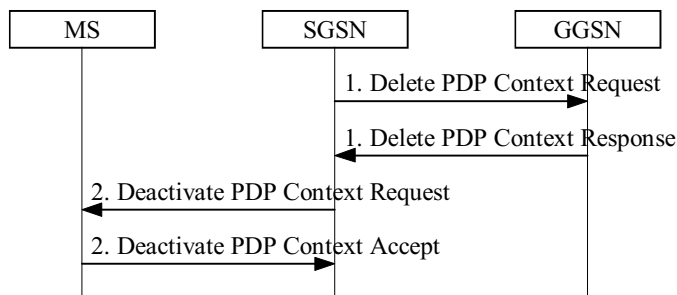 MS SGSN GGSN
1. Delete PDP Context Request
1. Delete PDP Context Response
2. Deactivate PDP Context Request
2. Deactivate PDP Context Accept